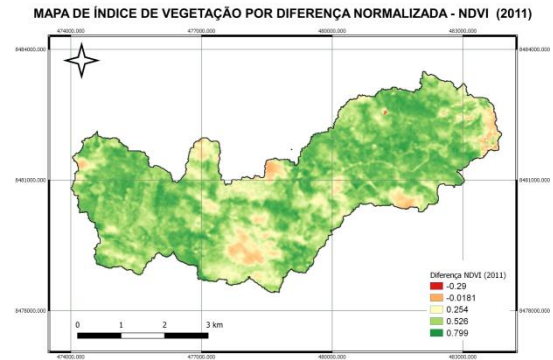 MAPA DE ÍNDICE DE VEGETAÇÃO POR DIFERENÇA NORMALIZADA - NDVI (2011)
474000.000 477000.000 480000.000 483000.000
8484000.000 8484000.000
8481000.000 8481000.000
Diferença NDVI (2011)
-0.29
-0.0181
0.254
0.526
0.799
8478000.000 8478000.000
0 1 2 3 km
474000.000 477000.000 480000.000 483000.000